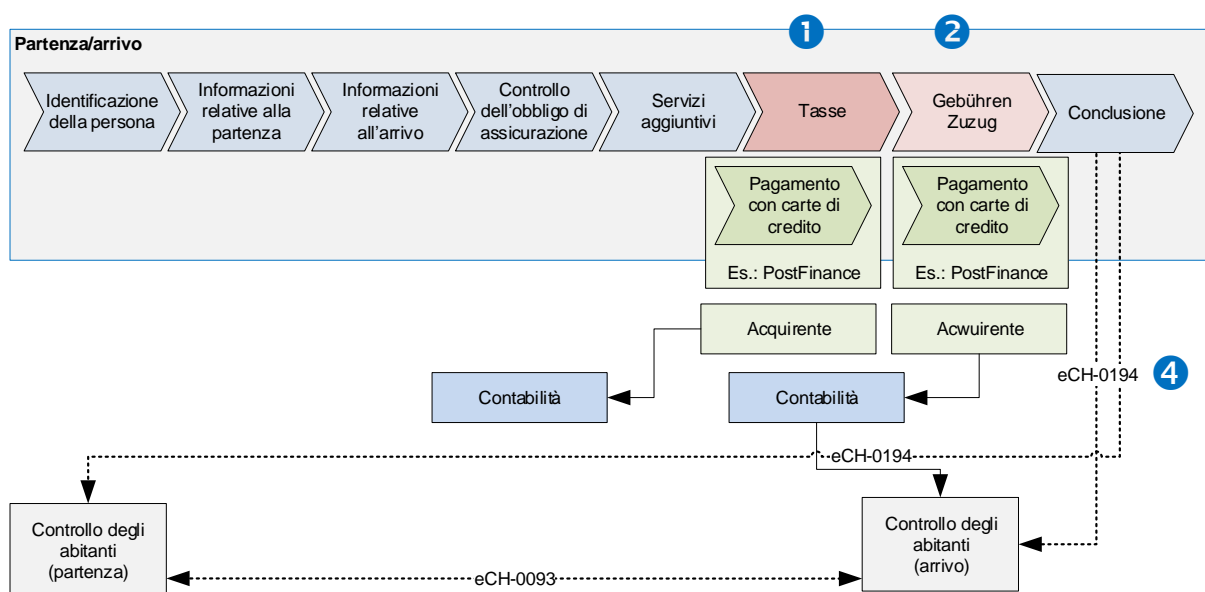 1
2
Partenza/arrivo
Identificazione
della persona
Informazioni
relative alla
partenza
Informazioni
relative
all'arrivo
Controllo
dell'obbligo di
assicurazione
Servizi
aggiuntivi
Tasse
Gebühren
Zuzug
Conclusione
Pagamento
con carte di
credito
Es.: PostFinance
Pagamento
con carte di
credito
Es.: PostFinance
Acquirente
Acwuirente
eCH-0194
4
Contabilità
Contabilità
eCH-0194
Controllo degli
abitanti
(partenza)
Controllo degli
abitanti
(arrivo)
eCH-0093